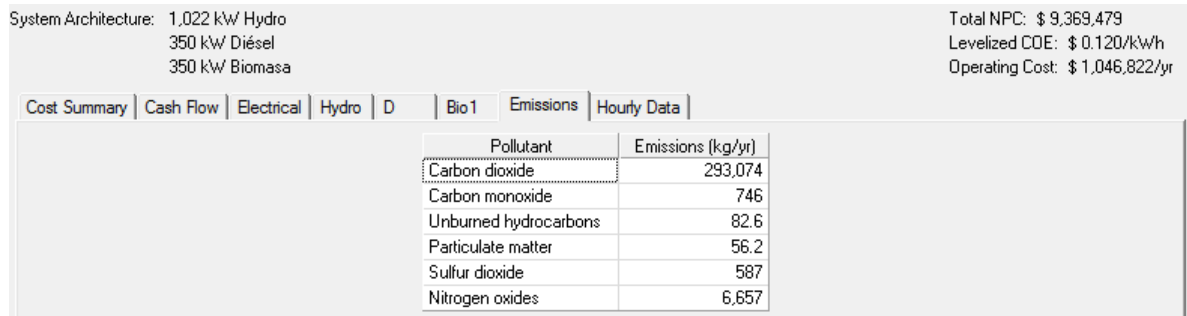 System Architecture: 1,022 kW Hydro Total NPC: $ 9,369,479
350 kW Diésel Levelized COE: $ 0.120/kWh
350 kW Biomasa Operating Cost: $ 1,046,822/yr
Cost Summary Cash Flow Electrical Hydro D Bio1 Emissions Hourly Data
Pollutant Emissions (kg/yr)
Carbon dioxide 293,074
Carbon monoxide 746
Unburned hydrocarbons 82.6
Particulate matter 56.2
Sulfur dioxide 587
Nitrogen oxides 6,657